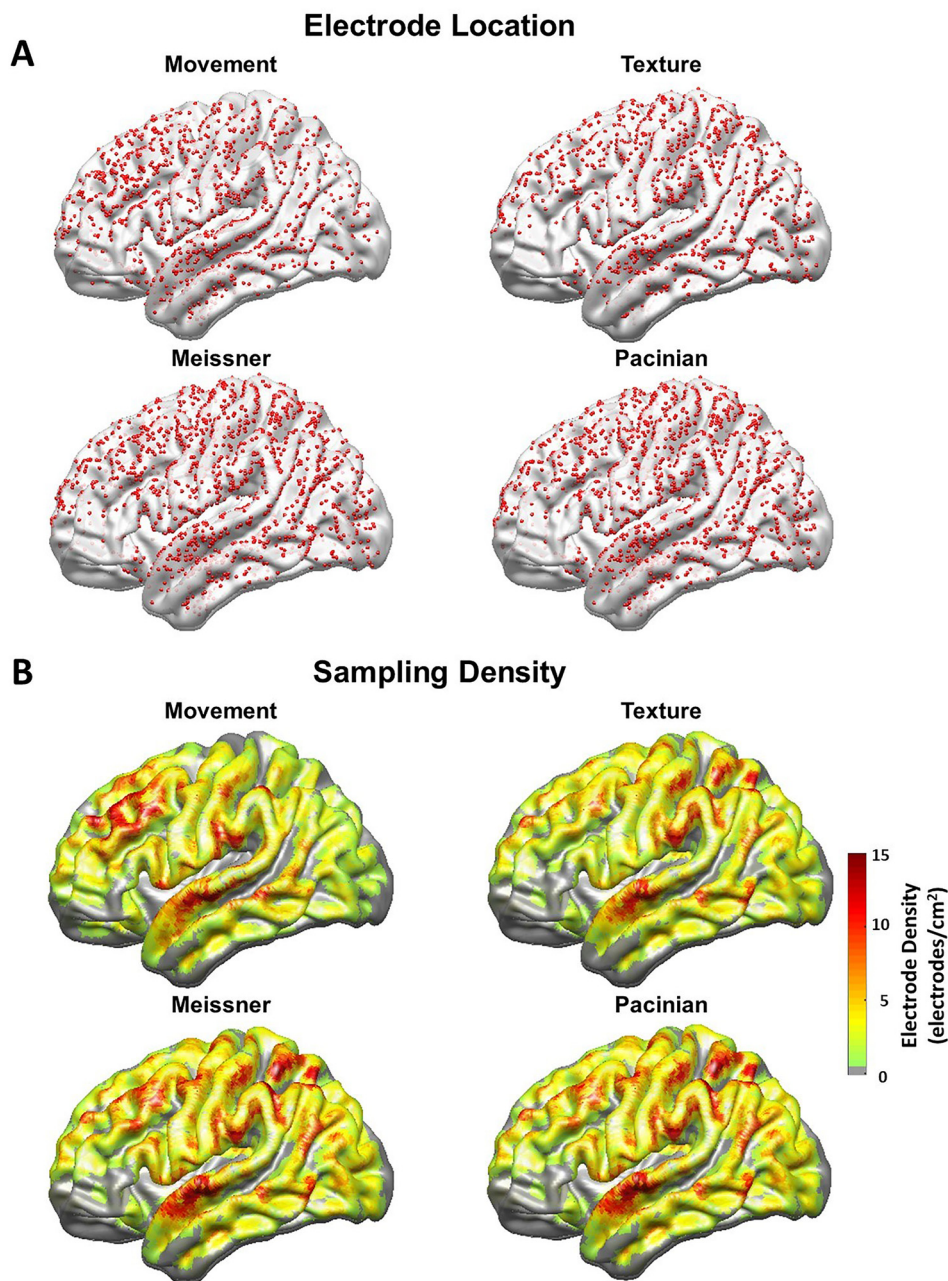 Electrode Location
A
Movement
Texture
Meissner
Pacinian
B
Sampling Density
Movement
Texture
Meissner
Pacinian
15
10
5
0
Electrode Density
(electrodes/cm²)